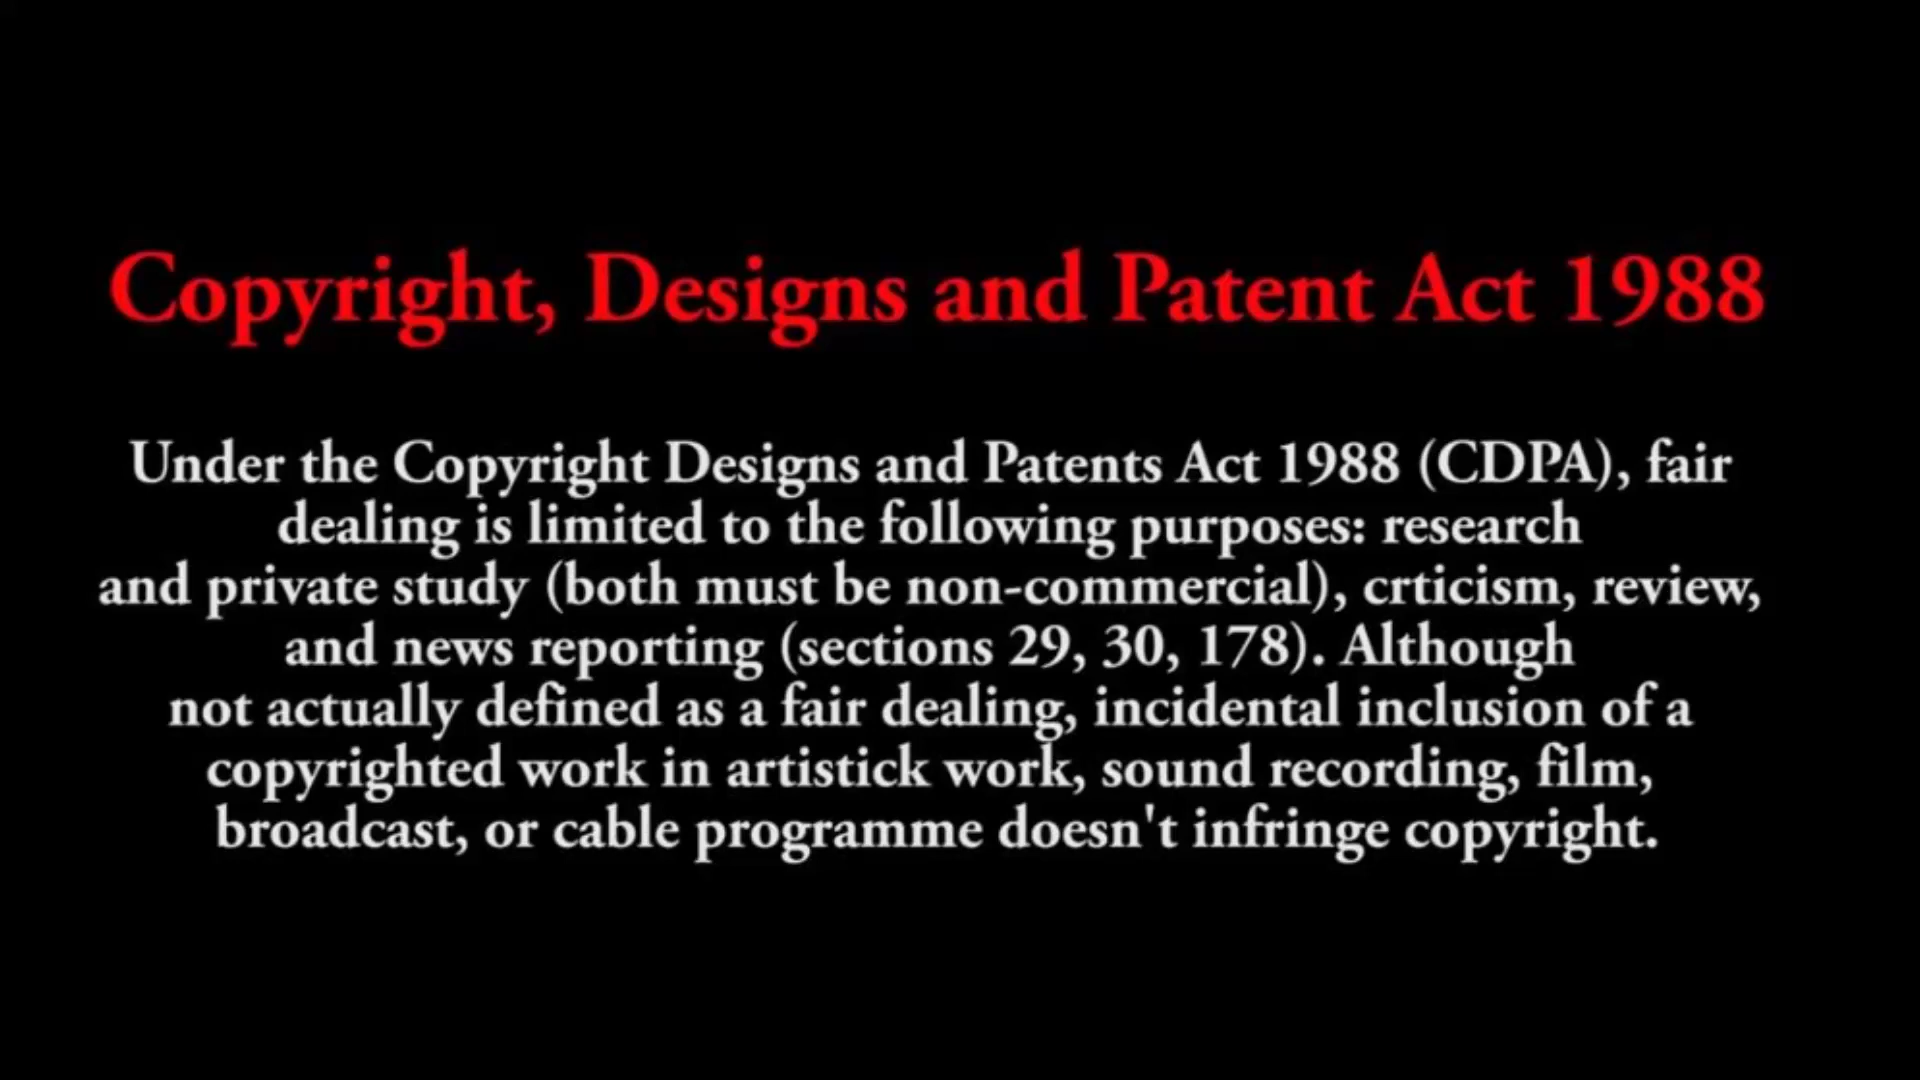 Copyright, Designs and Patent Act 1988
Under the Copyright Designs and Patents Act 1988 (CDPA), fair
dealing is limited to the following purposes: research
and private study (both must be non-commercial), crticism, review,
and news reporting (sections 29, 30, 178). Although
not actually defined as a fair dealing, incidental inclusion of a
copyrighted work in artistick work, sound recording, film,
broadcast, or cable programme doesn't infringe copyright.